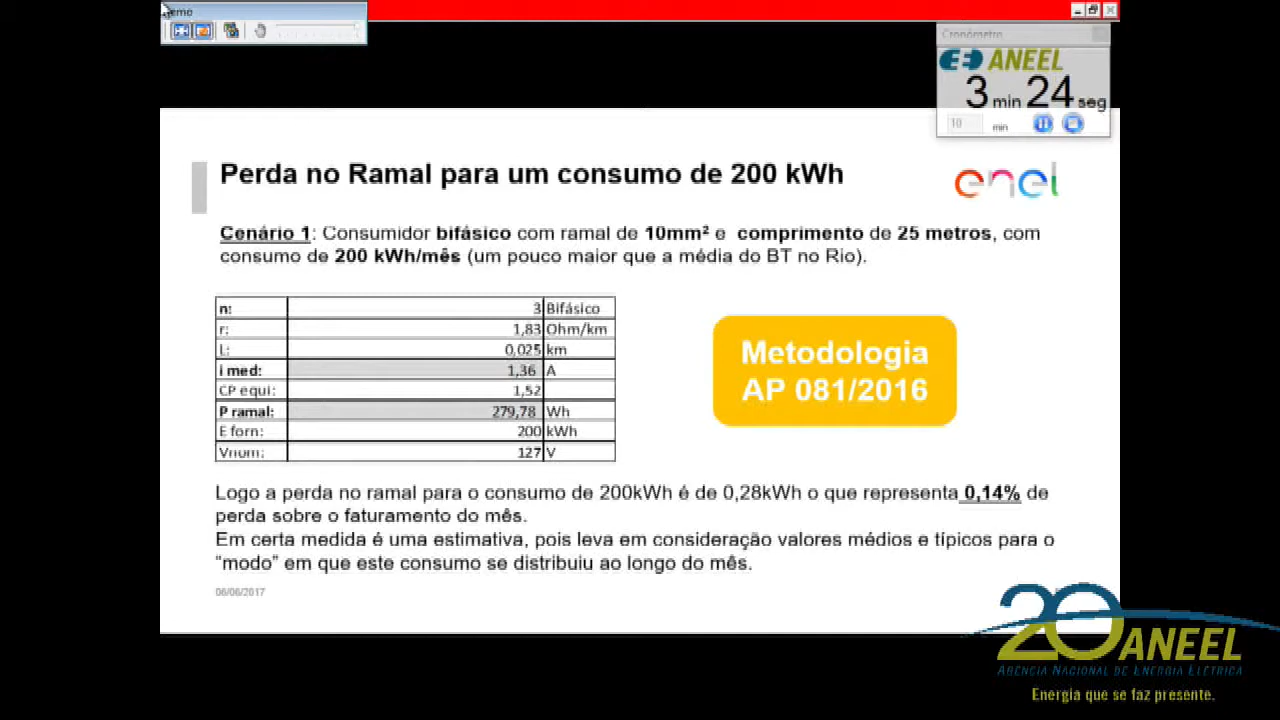 Cronômetro
ANEEL
3 min 24 seg
10 min
Perda no Ramal para um consumo de 200 kWh
enel
Cenário 1: Consumidor bifásico com ramal de 10mm² e comprimento de 25 metros, com
consumo de 200 kWh/mês (um pouco maior que a média do BT no Rio).
n: 3 Bifásico
r: 1,83 Ohm/km
L: 0,025 km
i med: 1,36 A
CP equi: 1,52
P ramal: 279,78 Wh
E forn: 200 kWh
Vnom: 127 V
Metodologia
AP 081/2016
Logo a perda no ramal para o consumo de 200kWh é de 0,28kWh o que representa 0,14% de
perda sobre o faturamento do mês.
Em certa medida é uma estimativa, pois leva em consideração valores médios e típicos para o
“modo” em que este consumo se distribuiu ao longo do mês.
06/06/2017
20 ANEEL
AGÊNCIA NACIONAL DE ENERGIA ELÉTRICA
Energia que se faz presente.